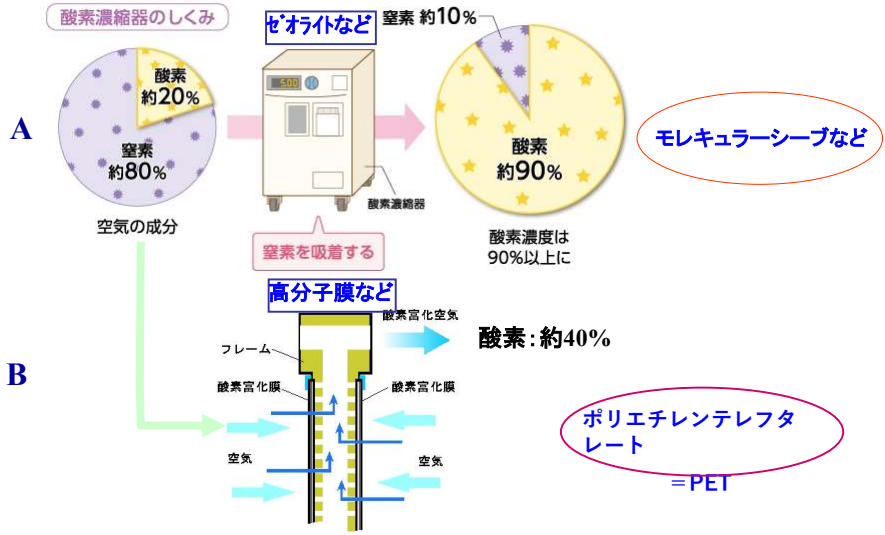 酸素濃縮器のしくみ
ゼオライトなど
窒素 約10%
酸素
約20%
5.00
A
窒素
約80%
酸素
約90%
モレキュラーシーブなど
酸素濃縮器
空気の成分
窒素を吸着する
酸素濃度は
90%以上に
高分子膜など
酸素富化空気
酸素：約40%
フレーム
B
酸素富化膜
酸素富化膜
ポリエチレンテレフタ
レート
空気
空気
＝PET